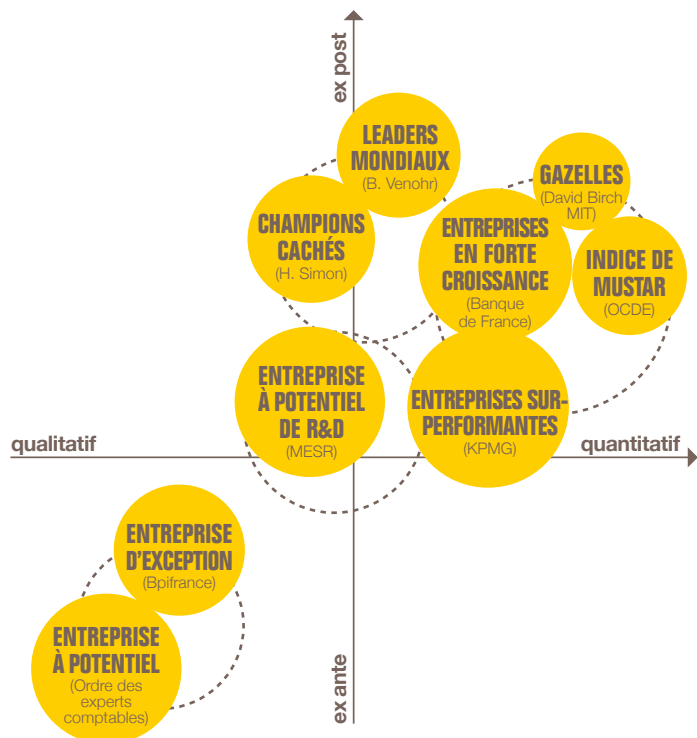 ex post
LEADERS
MONDIAUX
(B. Venohr)
GAZELLES
(David Birch
MIT)
CHAMPIONS
CACHÉS
(H. Simon)
ENTREPRISES
EN FORTE
CROISSANCE
(Banque
de France)
INDICE DE
MUSTAR
(OCDE)
ENTREPRISE
À POTENTIEL
DE R&D
(MESR)
ENTREPRISES SUR-
PERFORMANTES
(KPMG)
qualitatif
quantitatif
ENTREPRISE
D'EXCEPTION
(Bpifrance)
ENTREPRISE
À POTENTIEL
(Ordre des
experts
comptables)
ex ante